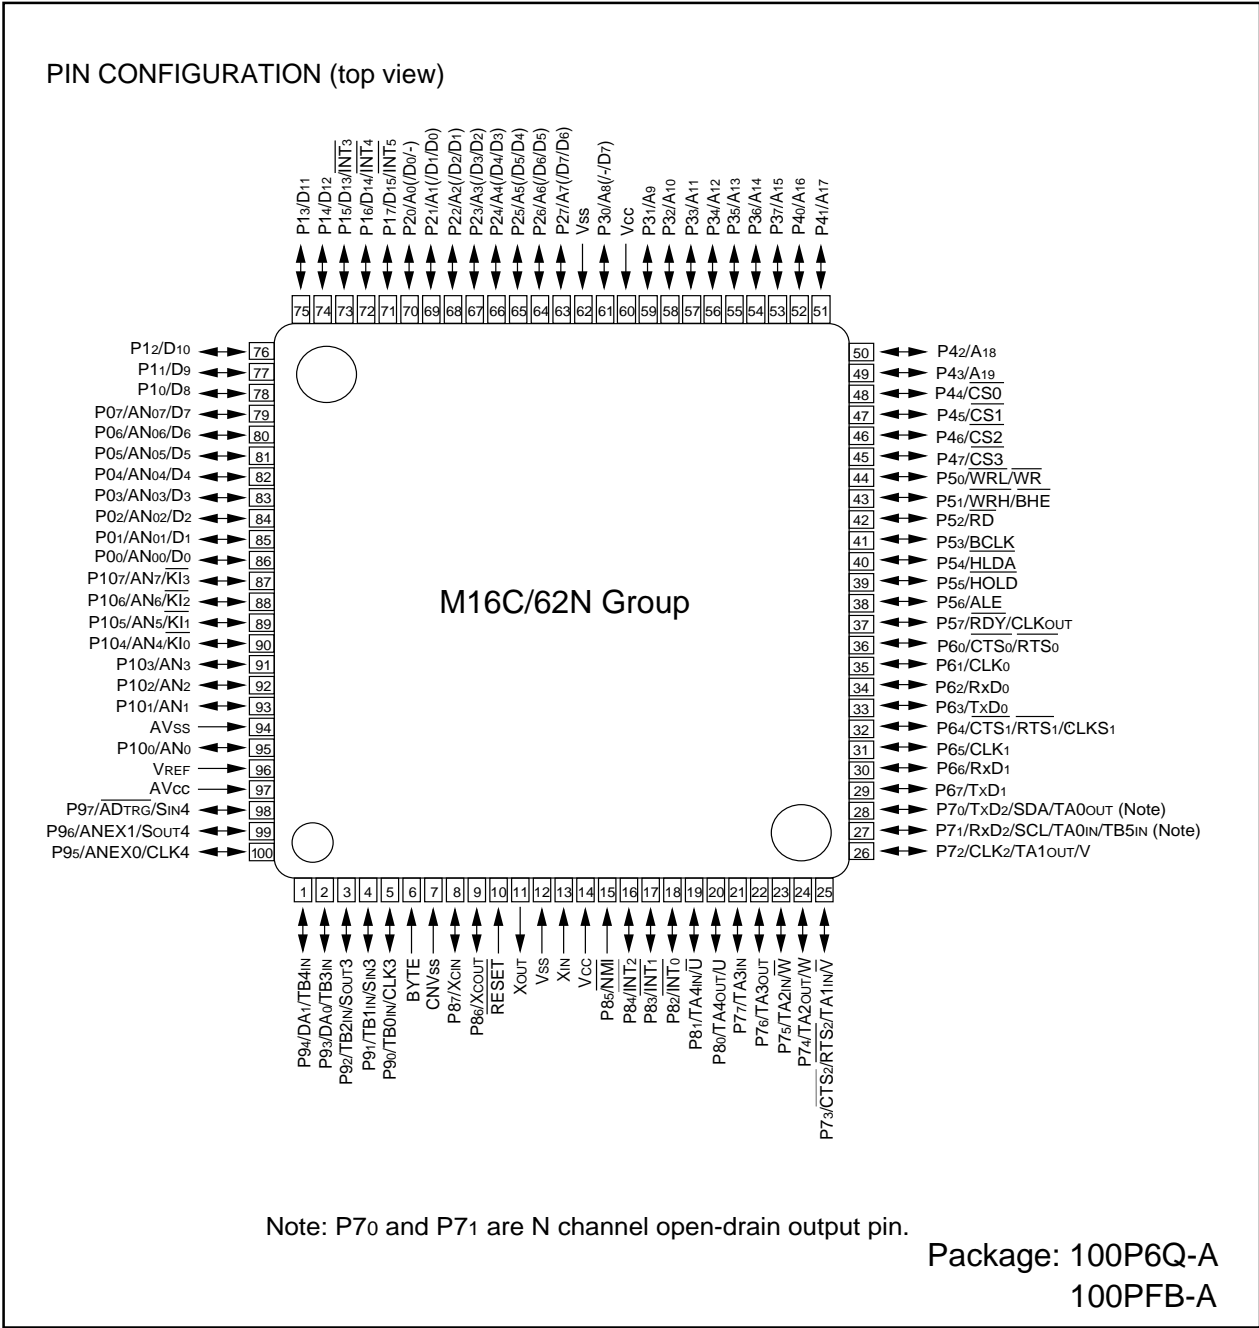 PIN CONFIGURATION (top view)
P13/D11
P14/D12
P15/D13/INT3
P16/D14/INT4
P17/D15/INT5
P20/A0(/D0/-)
P21/A1(/D1/D0)
P22/A2(/D2/D1)
P23/A3(/D3/D2)
P24/A4(/D4/D3)
P25/A5(/D5/D4)
P26/A6(/D6/D5)
P27/A7(/D7/D6)
Vss
P30/A8(/-/D7)
Vcc
P31/A9
P32/A10
P33/A11
P34/A12
P35/A13
P36/A14
P37/A15
P40/A16
P41/A17
75 74 73 72 71 70 69 68 67 66 65 64 63 62 61 60 59 58 57 56 55 54 53 52 51
P12/D10 76
P11/D9 77
P10/D8 78
P07/AN07/D7 79
P06/AN06/D6 80
P05/AN05/D5 81
P04/AN04/D4 82
P03/AN03/D3 83
P02/AN02/D2 84
P01/AN01/D1 85
P00/AN00/D0 86
P107/AN7/KI3 87
P106/AN6/KI2 88
P105/AN5/KI1 89
P104/AN4/KI0 90
P103/AN3 91
P102/AN2 92
P101/AN1 93
AVSS 94
P100/AN0 95
VREF 96
AVcc 97
P97/ADTRG/SIN4 98
P96/ANEX1/SOUT4 99
P95/ANEX0/CLK4 100
M16C/62N Group
50 P42/A18
49 P43/A19
48 P44/CS0
47 P45/CS1
46 P46/CS2
45 P47/CS3
44 P50/WRL/WR
43 P51/WRH/BHE
42 P52/RD
41 P53/BCLK
40 P54/HLDA
39 P55/HOLD
38 P56/ALE
37 P57/RDY/CLKOUT
36 P60/CTS0/RTS0
35 P61/CLK0
34 P62/RxD0
33 P63/TxD0
32 P64/CTS1/RTS1/CLKS1
31 P65/CLK1
30 P66/RxD1
29 P67/TxD1
28 P70/TxD2/SDA/TA0OUT (Note)
27 P71/RxD2/SCL/TA0IN/TB5IN (Note)
26 P72/CLK2/TA1OUT/V
1 2 3 4 5 6 7 8 9 10 11 12 13 14 15 16 17 18 19 20 21 22 23 24 25
P94/DA1/TB4IN
P93/DA0/TB3IN
P92/TB2IN/SOUT3
P91/TB1IN/SIN3
P90/TB0IN/CLK3
BYTE
CNVss
P87/XCIN
P86/XCOUT
RESET
XOUT
VSS
XIN
VCC
P85/NMI
P84/INT2
P83/INT1
P82/INT0
P81/TA4IN/U
P80/TA4OUT/U
P77/TA3IN
P76/TA3OUT
P75/TA2IN/W
P74/TA2OUT/W
P73/CTS2/RTS2/TA1IN/V
Note: P70 and P71 are N channel open-drain output pin.
Package: 100P6Q-A
100PFB-A